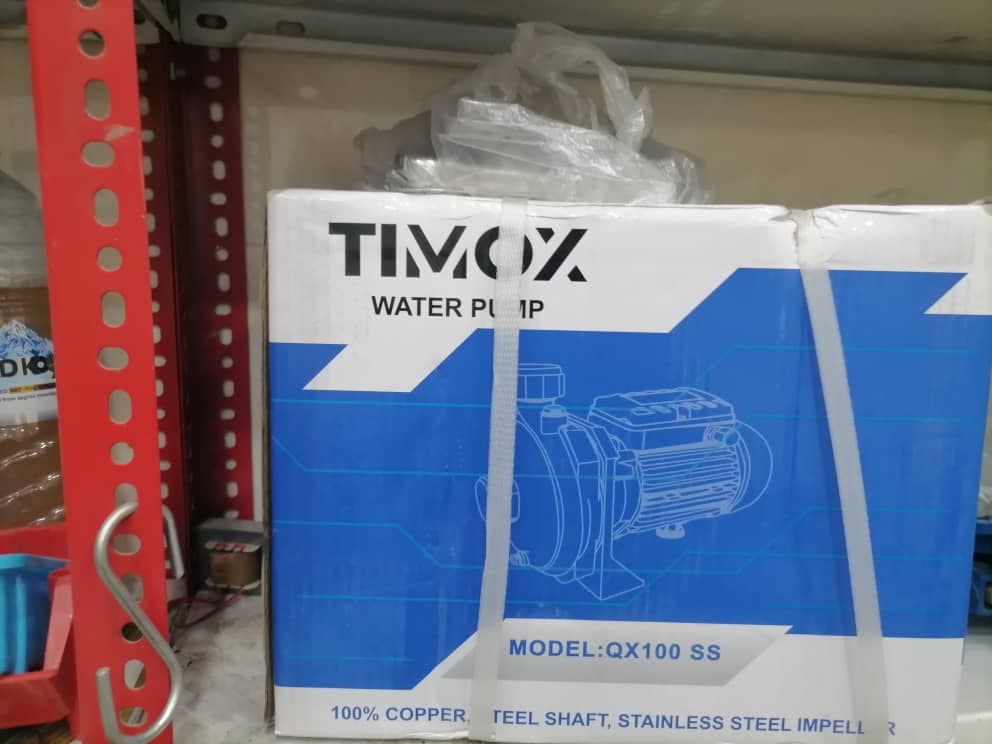 TIMOX
WATER PUMP
MODEL:QX100 SS
100% COPPER, STEEL SHAFT, STAINLESS STEEL IMPELLER